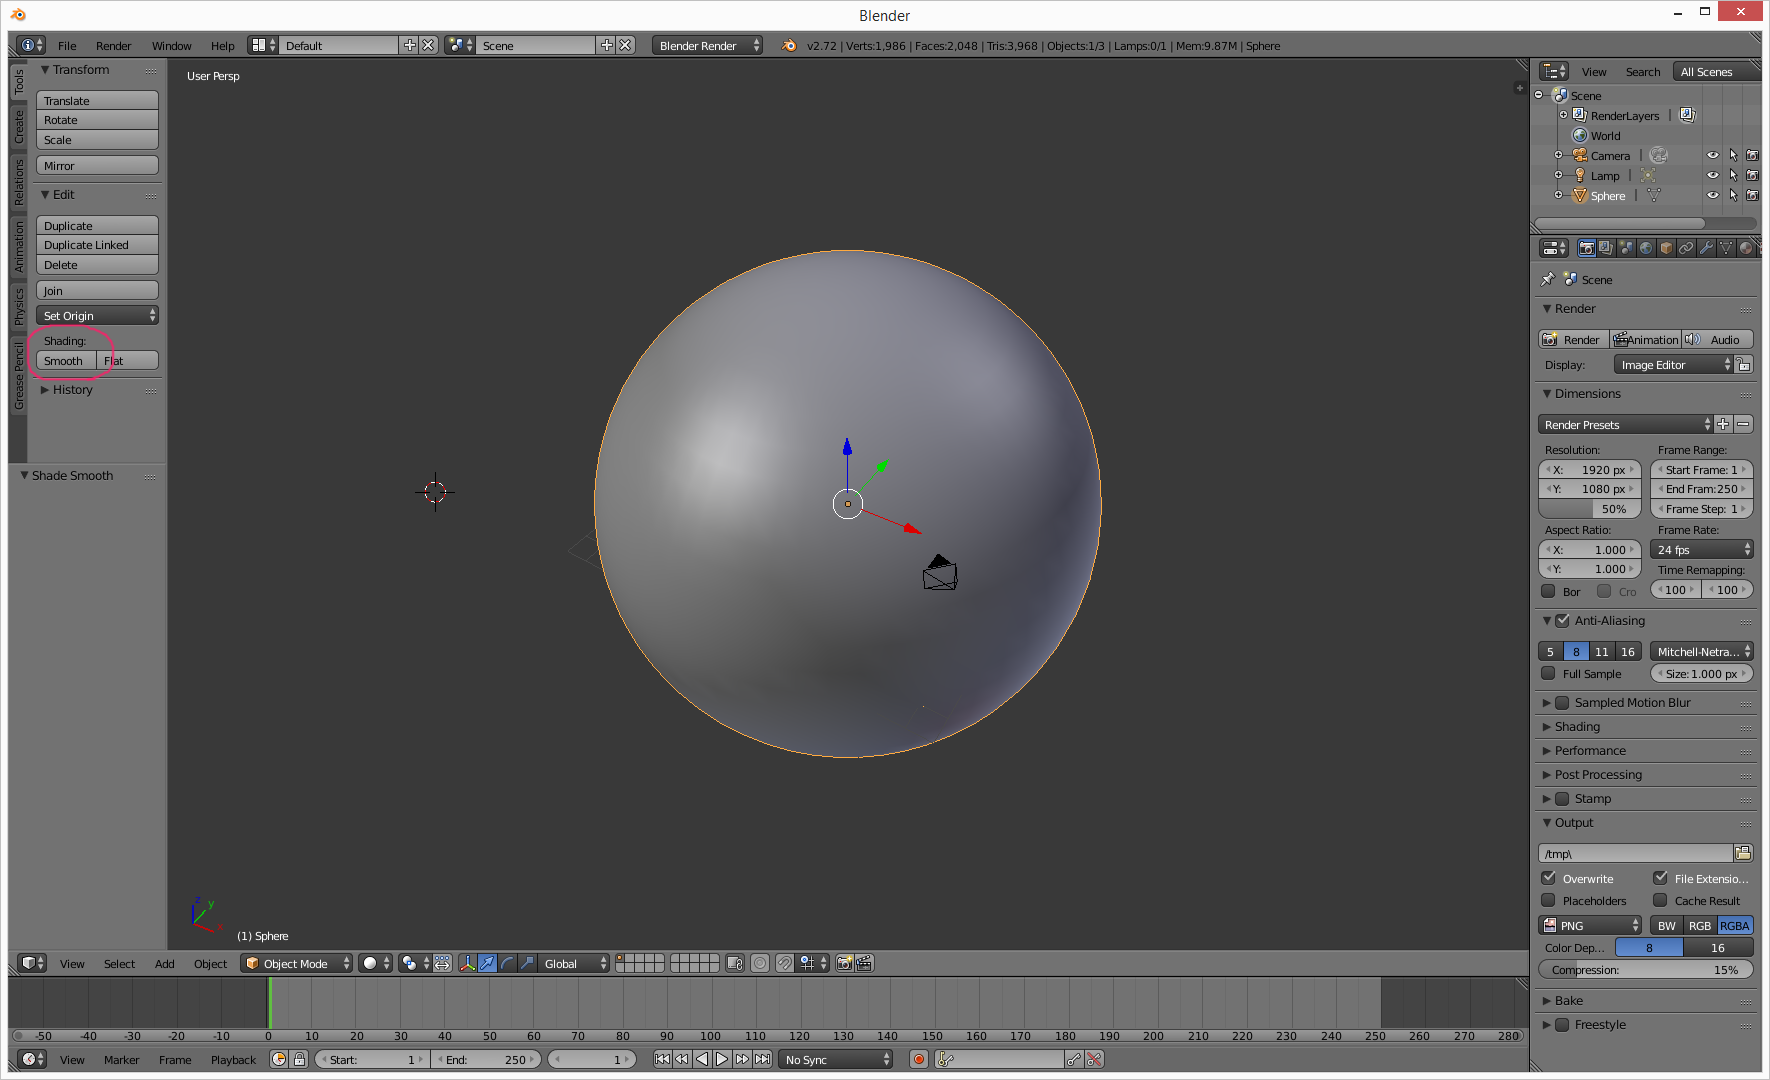 Blender
File Render Window Help Default Scene Blender Render v2.72 | Verts:1,986 | Faces:2,048 | Tris:3,968 | Objects:1/3 | Lamps:0/1 | Mem:9.87M | Sphere
Tools
Create
Relations
Animation
Physics
Grease Pencil
Transform
Translate
Rotate
Scale
Mirror
Edit
Duplicate
Duplicate Linked
Delete
Join
Set Origin
Shading:
Smooth Flat
History
Shade Smooth
User Persp
z
y
x
(1) Sphere
View Search All Scenes
Scene
RenderLayers |
World
Camera |
Lamp |
Sphere |
Scene
Render
Render Animation Audio
Display: Image Editor
Dimensions
Render Presets
Resolution: Frame Range:
X: 1920 px Start Frame: 1
Y: 1080 px End Fram:250
50% Frame Step: 1
Aspect Ratio: Frame Rate:
X: 1.000 24 fps
Y: 1.000 Time Remapping:
Bor Cro 100 100
Anti-Aliasing
5 8 11 16 Mitchell-Netra...
Full Sample Size:1.000 px
Sampled Motion Blur
Shading
Performance
Post Processing
Stamp
Output
/tmp\
Overwrite File Extensio...
Placeholders Cache Result
PNG BW RGB RGBA
Color Dep... 8 16
Compression: 15%
Bake
Freestyle
View Select Add Object Object Mode Global
-50 -40 -30 -20 -10 0 10 20 30 40 50 60 70 80 90 100 110 120 130 140 150 160 170 180 190 200 210 220 230 240 250 260 270 280
View Marker Frame Playback Start: 1 End: 250 1 No Sync